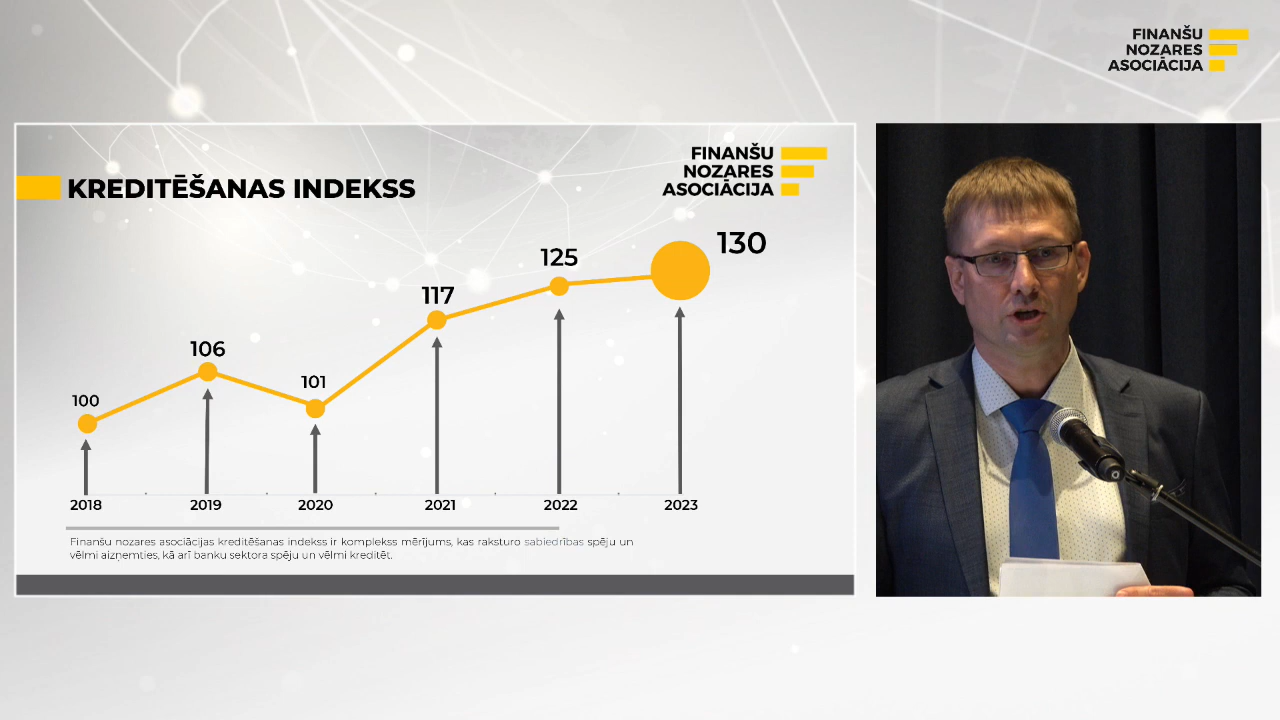 FINANŠU
NOZARES
ASOCIĀCIJA
FINANŠU
NOZARES
ASOCIĀCIJA
KREDITĒŠANAS INDEKSS
130
125
117
106
101
100
2018 2019 2020 2021 2022 2023
Finanšu nozares asociācijas kreditēšanas indekss ir komplekss mērījums, kas raksturo sabiedrības spēju un
vēlmi aizņemties, kā arī banku sektora spēju un vēlmi kreditēt.